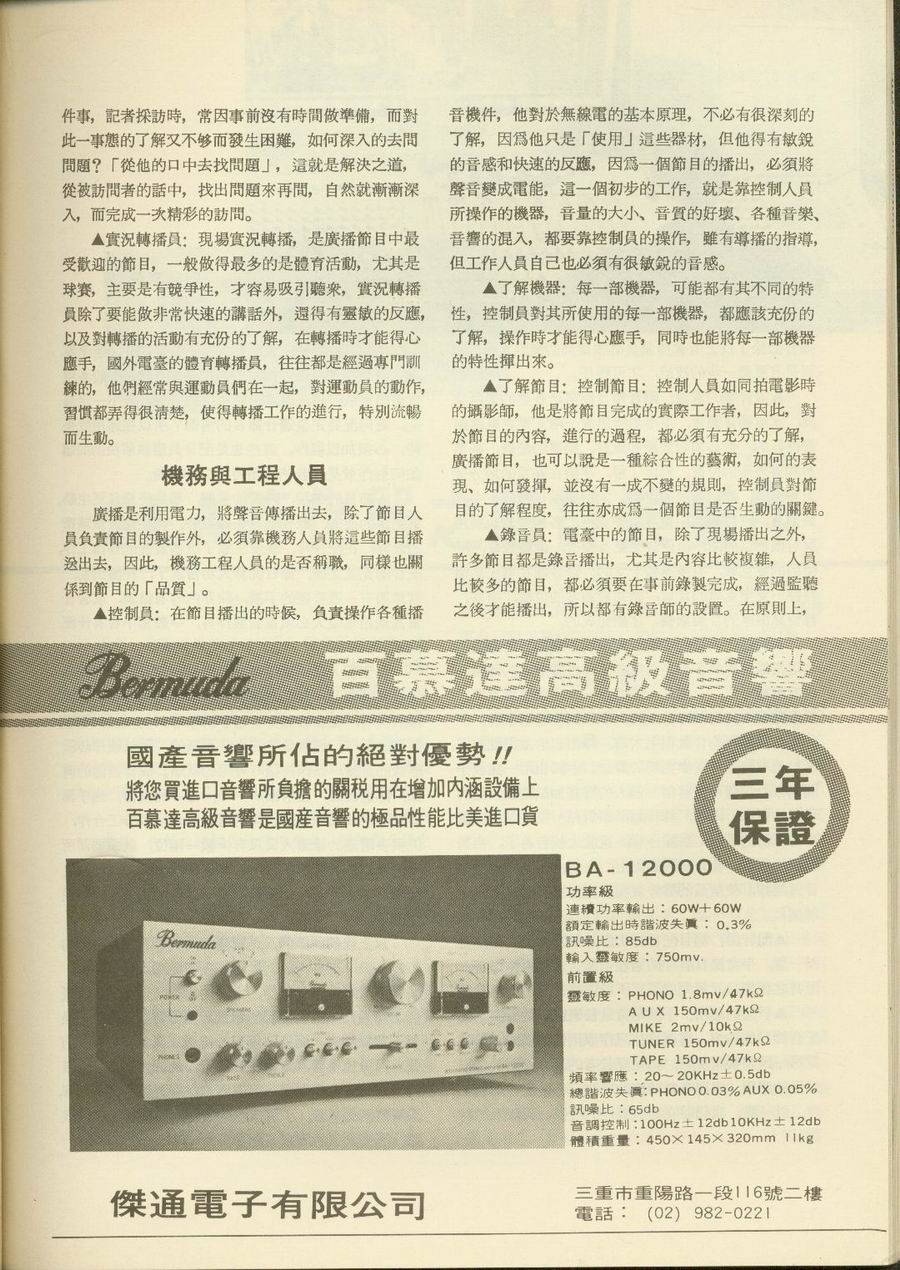 件事，記者採訪時，常因事前沒有時間做準備，而對
此一事態的了解又不够而發生困難，如何深入的去問
問題？「從他的口中去找問題」，這就是解決之道，
從被訪問者的話中，找出問題來再問，自然就漸漸深
入，而完成一次精彩的訪問。
▲實況轉播員：現場實況轉播，是廣播節目中最
受歡迎的節目，一般做得最多的是體育活動，尤其是
球賽，主要是有競爭性，才容易吸引聽衆，實況轉播
員除了要能做非常快速的講話外，還得有靈敏的反應，
以及對轉播的活動有充份的了解，在轉播時才能得心
應手，國外電臺的體育轉播員，往往都是經過專門訓
練的，他們經常與運動員們在一起，對運動員的動作，
習慣都弄得很清楚，使得轉播工作的進行，特別流暢
而生動。
機務與工程人員
廣播是利用電力，將聲音傳播出去，除了節目人
員負責節目的製作外，必須靠機務人員將這些節目播
送出去，因此，機務工程人員的是否稱職，同樣也關
係到節目的「品質」。
▲控制員：在節目播出的時候，負責操作各種播
音機件，他對於無線電的基本原理，不必有很深刻的
了解，因爲他只是「使用」這些器材，但他得有敏銳
的音感和快速的反應，因爲一個節目的播出，必須將
聲音變成電能，這一個初步的工作，就是靠控制人員
所操作的機器，音量的大小、音質的好壞、各種音樂、
音響的混入，都要靠控制員的操作，雖有導播的指導，
但工作人員自己也必須有很敏銳的音感。
▲了解機器：每一部機器，可能都有其不同的特
性，控制員對其所使用的每一部機器，都應該充份的
了解，操作時才能得心應手，同時也能將每一部機器
的特性揮出來。
▲了解節目：控制節目：控制人員如同拍電影時
的攝影師，他是將節目完成的實際工作者，因此，對
於節目的內容，進行的過程，都必須有充分的了解，
廣播節目，也可以說是一種綜合性的藝術，如何的表
現、如何發揮，並沒有一成不變的規則，控制員對節
目的了解程度，往往亦成爲一個節目是否生動的關鍵。
▲錄音員：電臺中的節目，除了現場播出之外，
許多節目都是錄音播出，尤其是內容比較複雜，人員
比較多的節目，都必須要在事前錄製完成，經過監聽
之後才能播出，所以都有錄音師的設置。在原則上，
Bermuda 百慕達高級音響
國產音響所佔的絕對優勢!!
將您買進口音響所負擔的關税用在增加内涵設備上
百慕達高級音響是國産音響的極品性能比美進口貨
三年
保證
Bermuda
POWER
SPEAKERS
PHONES
BASS
BA-12000
功率級
連續功率輸出：60W＋60W
額定輸出時諧波失眞：0.3%
訊噪比：85db
輸入靈敏度：750mv.
前置級
靈敏度：PHONO 1.8mv/47kΩ
AUX 150mv/47kΩ
MIKE 2mv/10kΩ
TUNER 150mv/47kΩ
TAPE 150mv/47kΩ
頻率響應：20～20KHz±0.5db
總諧波失眞：PHONO 0.03% AUX 0.05%
訊噪比：65db
音調控制：100Hz±12db10KHz±12db
體積重量：450×145×320mm 11kg
傑通電子有限公司
三重市重陽路一段116號二樓
電話：(02) 982-0221